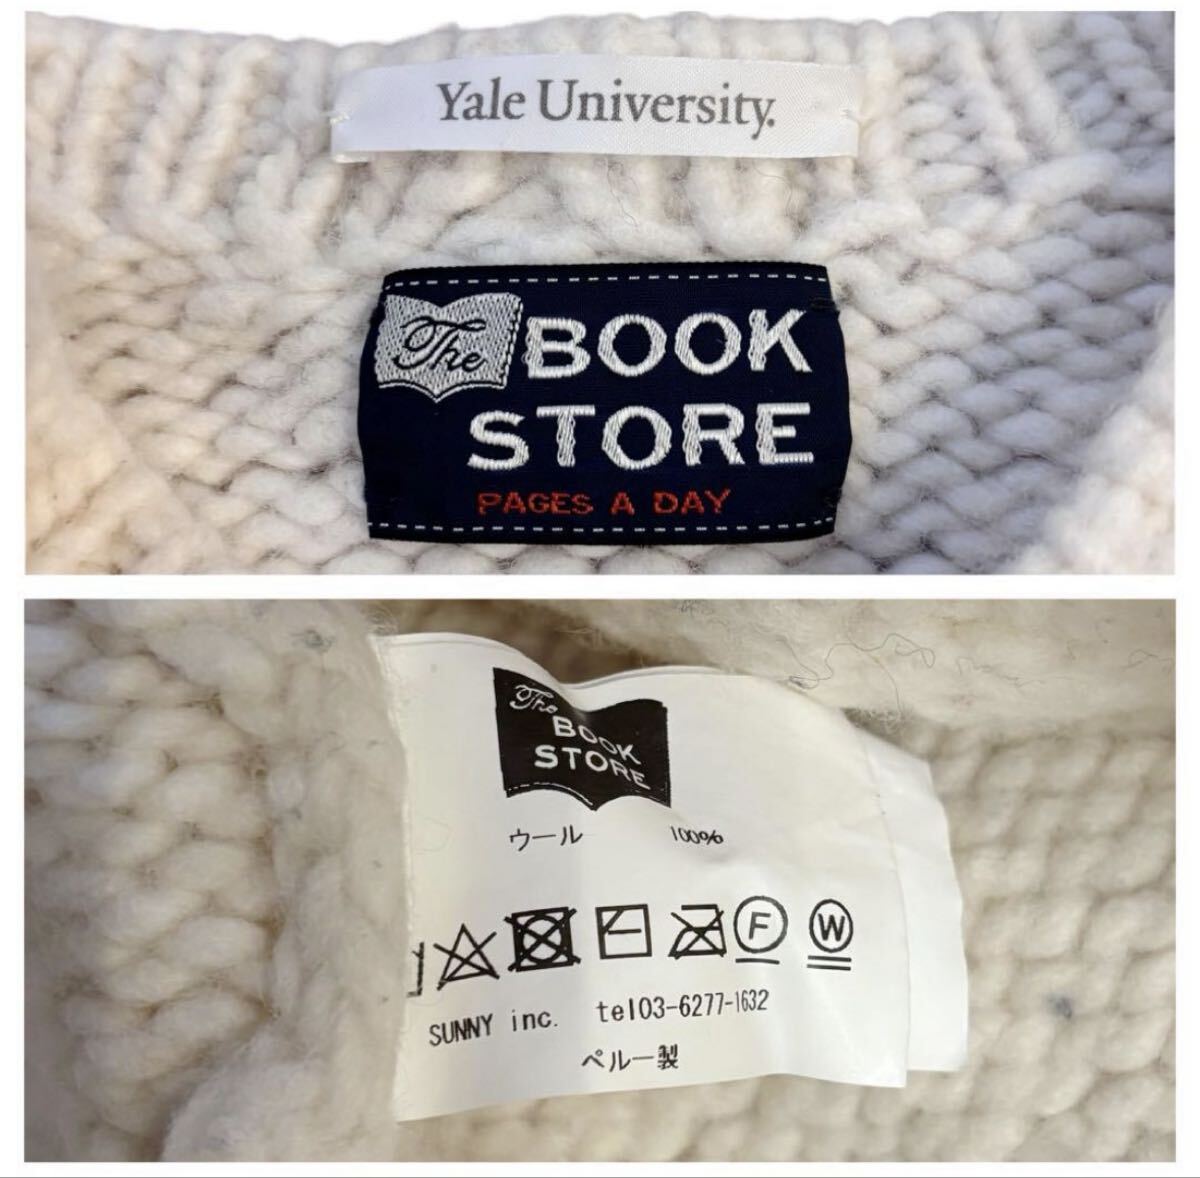 Yale University.
The BOOK
STORE
PAGES A DAY
The
BOOK
STORE
ウール 100%
F W
SUNNY inc. tel03-6277-1632
ペルー製